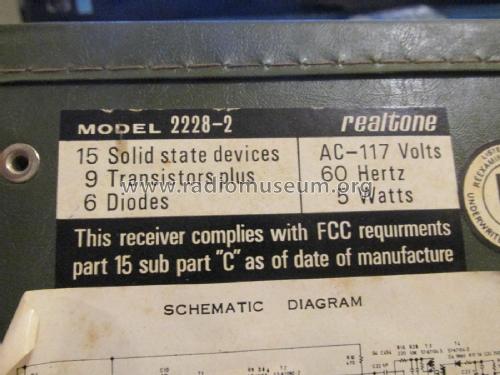 MODEL 2228-2 realtone
15 Solid state devices AC-117 Volts
9 Transistors plus 60 Hertz
6 Diodes 5 Watts
www.radiomuseum.org
This receiver complies with FCC requirments
part 15 sub part "C" as of date of manufacture
SCHEMATIC DIAGRAM